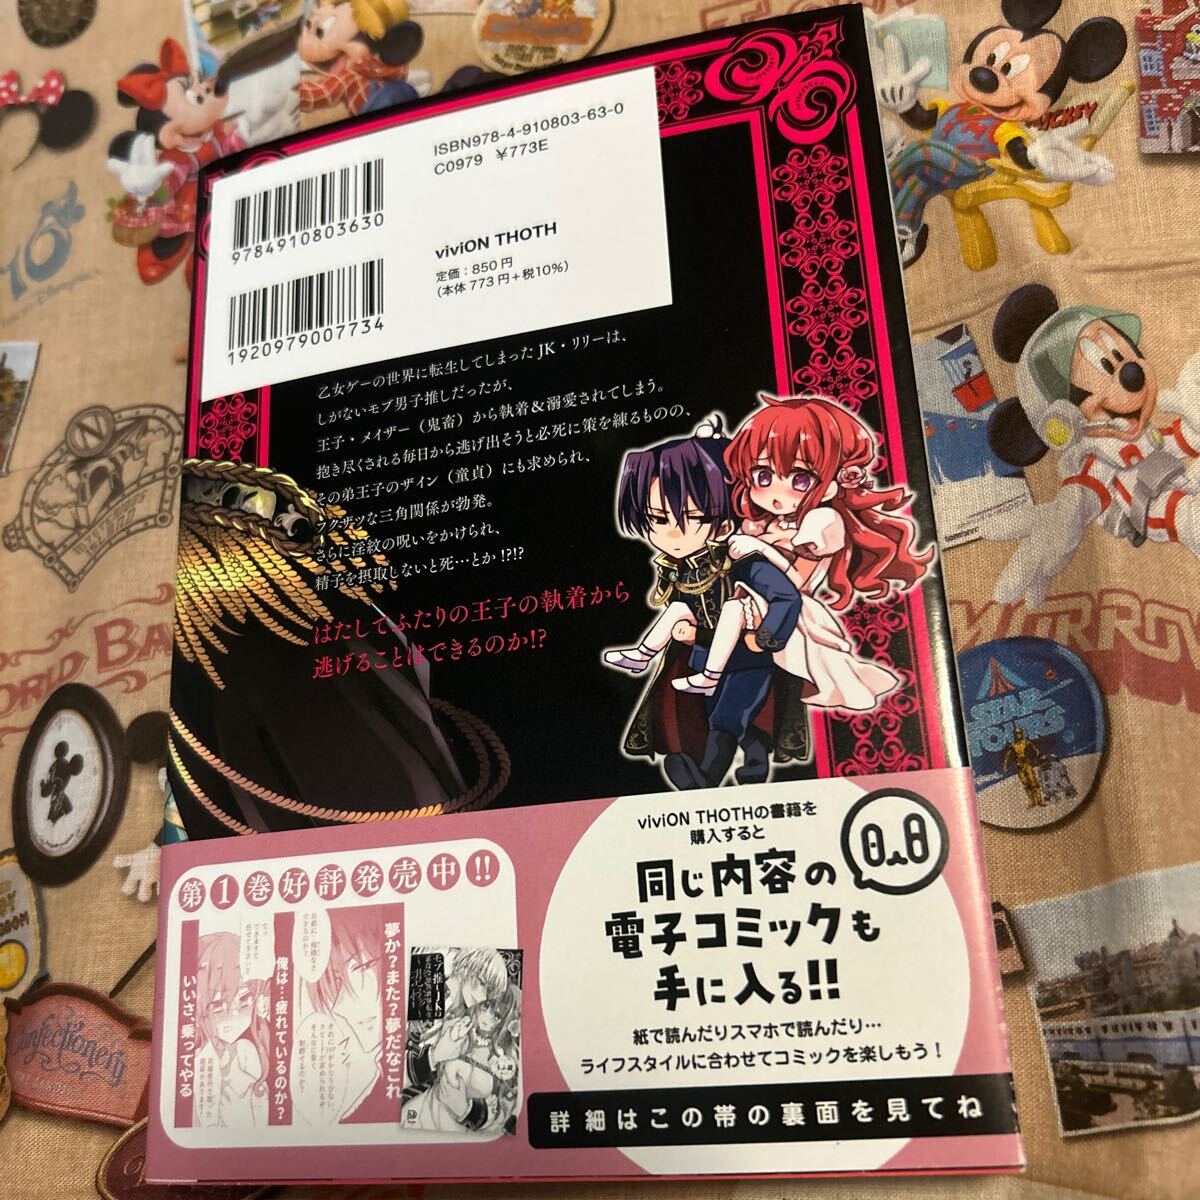 ISBN978-4-910803-63-0
C0979 ¥773E
9784910803630
viviON THOTH
定価:850円
(本体 773円+税10%)
1920979007734
乙女ゲーの世界に転生してしまったJK・リリーは、
しがないモブ男子推しだったが、
王子・メイザー(鬼畜)から執着&溺愛されてしまう。
抱き尽くされる毎日から逃げ出そうと必死に策を練るものの、
その弟王子のザイン(童貞)にも求められ、
フクザツな三角関係が勃発。
さらに淫紋の呪いをかけられ、
精子を摂取しないと死…とか!?!?
はたしてふたりの王子の執着から
逃げることはできるのか!?
viviON THOTHの書籍を
購入すると
同じ内容の
電子コミックも
手に入る!!
紙で読んだりスマホで読んだり…
ライフスタイルに合わせてコミックを楽しもう!
詳細はこの帯の裏面を見てね
第1巻好評発売中!!
夢か?また?夢だなこれ
俺は…疲れているのか?
いいさ、乗ってやる
MICKEY
STAR
TOURS
Confectionery